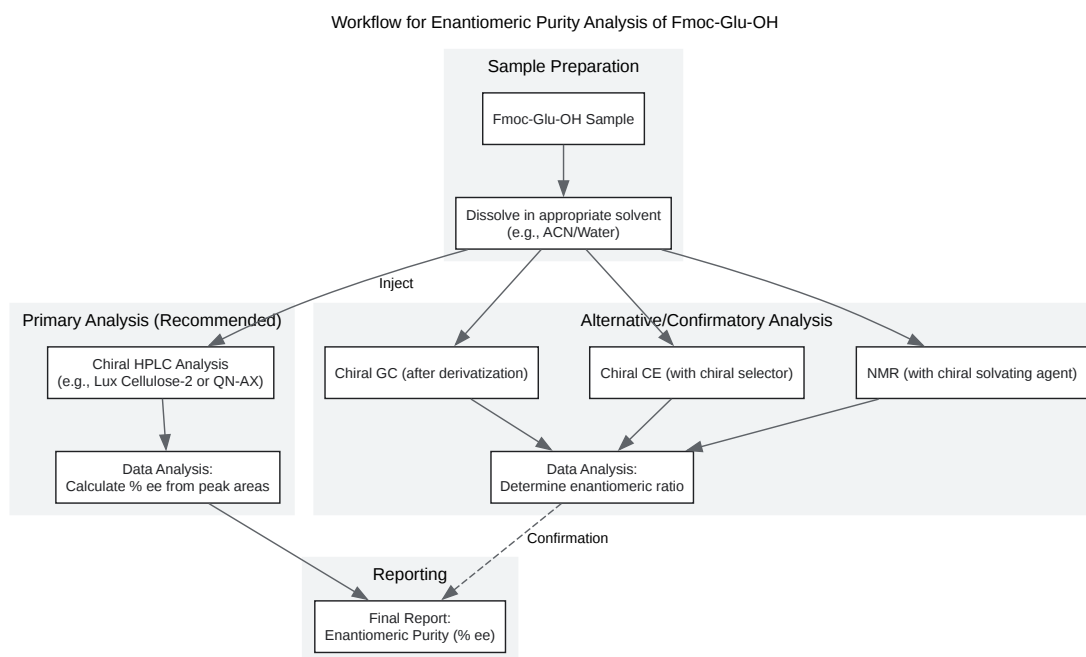 Workflow for Enantiomeric Purity Analysis of Fmoc-Glu-OH
Sample Preparation
Fmoc-Glu-OH Sample
Dissolve in appropriate solvent
(e.g., ACN/Water)
Inject
Primary Analysis (Recommended)
Alternative/Confirmatory Analysis
Chiral HPLC Analysis
(e.g., Lux Cellulose-2 or QN-AX)
Chiral GC (after derivatization)
Chiral CE (with chiral selector)
NMR (with chiral solvating agent)
Data Analysis:
Calculate % ee from peak areas
Data Analysis:
Determine enantiomeric ratio
Confirmation
Reporting
Final Report:
Enantiomeric Purity (% ee)